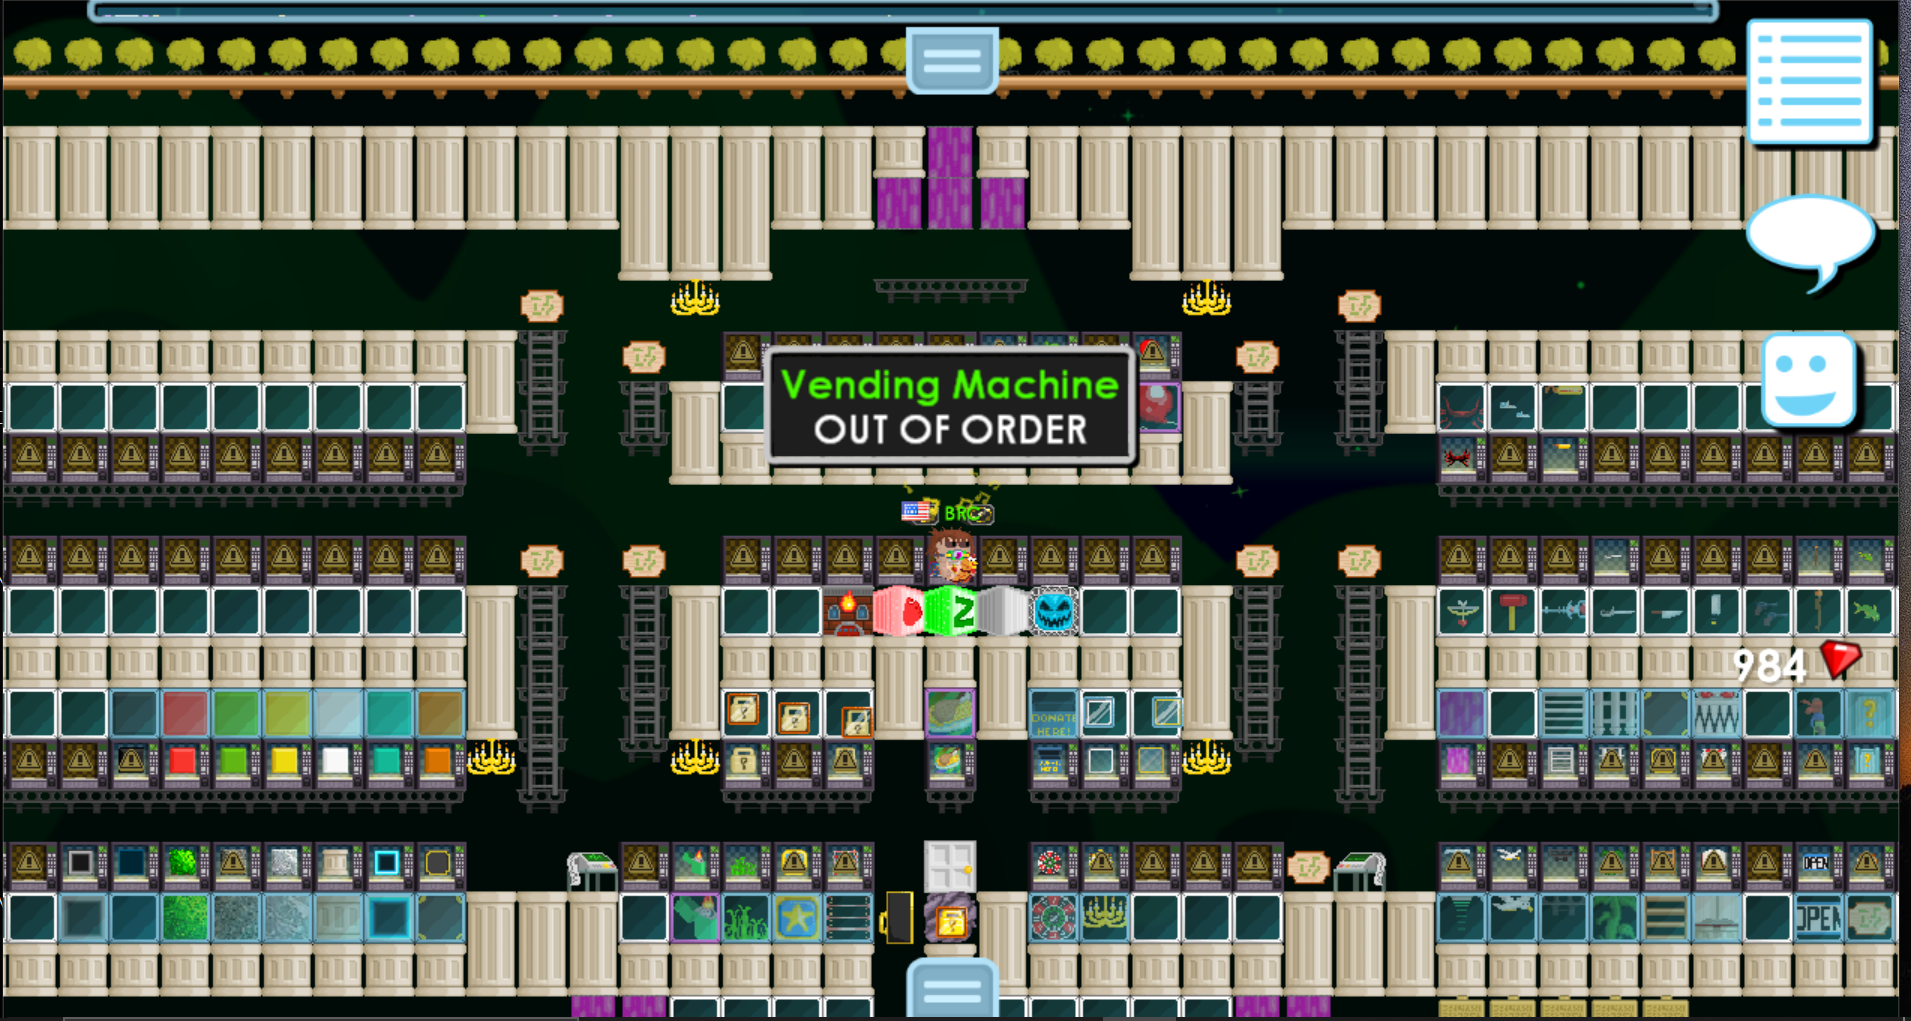 Vending Machine
OUT OF ORDER
Z
984
DONATE
HERE!
OPEN
OPEN